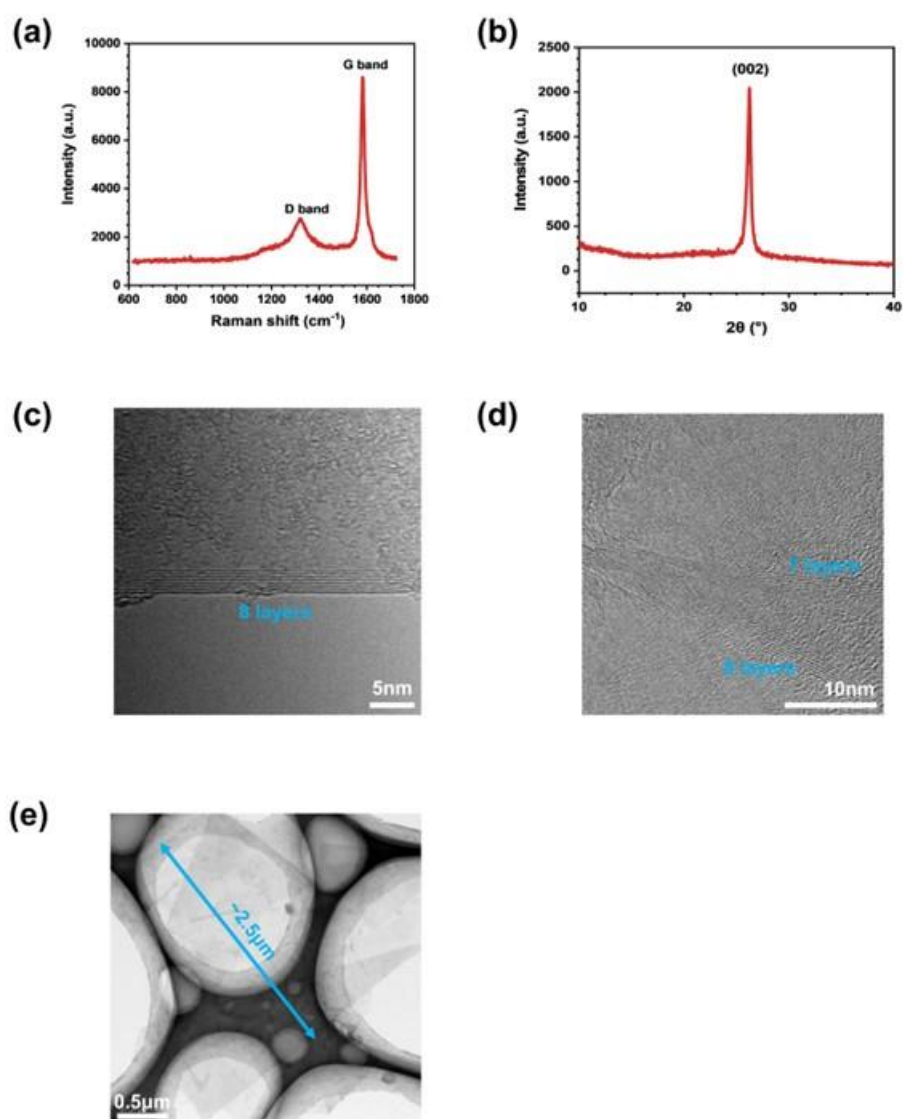 (a)
10000
8000
6000
4000
2000
0
600 800 1000 1200 1400 1600 1800
Intensity (a.u.)
Raman shift (cm⁻¹)
G band
D band
(b)
2500
2000
1500
1000
500
0
10 20 30 40
Intensity (a.u.)
2θ (°)
(002)
(c)
8 layers
5nm
(d)
layers
layers
10nm
(e)
~2.5μm
0.5μm